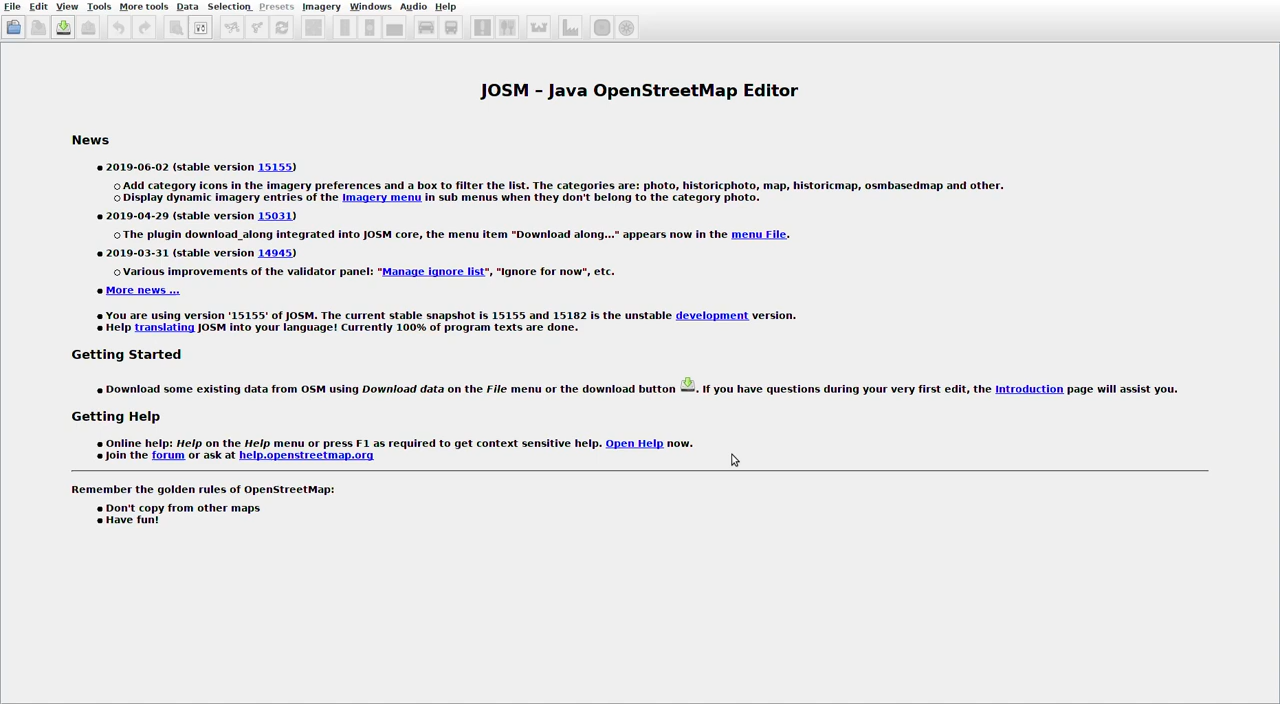 File Edit View Tools More tools Data Selection Presets Imagery Windows Audio Help
JOSM – Java OpenStreetMap Editor
News
2019-06-02 (stable version 15155)
Add category icons in the imagery preferences and a box to filter the list. The categories are: photo, historicphoto, map, historicmap, osmbasedmap and other.
Display dynamic imagery entries of the Imagery menu in sub menus when they don't belong to the category photo.
2019-04-29 (stable version 15031)
The plugin download_along integrated into JOSM core, the menu item "Download along..." appears now in the menu File.
2019-03-31 (stable version 14945)
Various improvements of the validator panel: "Manage ignore list", "Ignore for now", etc.
More news ...
You are using version '15155' of JOSM. The current stable snapshot is 15155 and 15182 is the unstable development version.
Help translating JOSM into your language! Currently 100% of program texts are done.
Getting Started
Download some existing data from OSM using Download data on the File menu or the download button . If you have questions during your very first edit, the Introduction page will assist you.
Getting Help
Online help: Help on the Help menu or press F1 as required to get context sensitive help. Open Help now.
Join the forum or ask at help.openstreetmap.org
Remember the golden rules of OpenStreetMap:
Don't copy from other maps
Have fun!